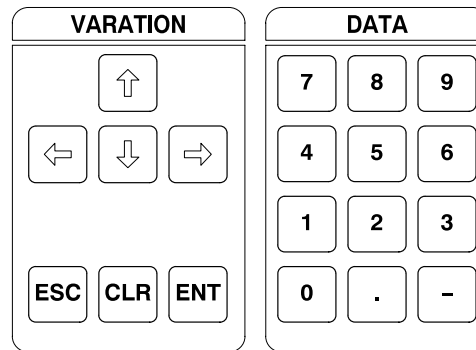 VARATION
DATA
⇧
7 8 9
⇦ ⇩ ⇨
4 5 6
1 2 3
ESC CLR ENT
0 . –